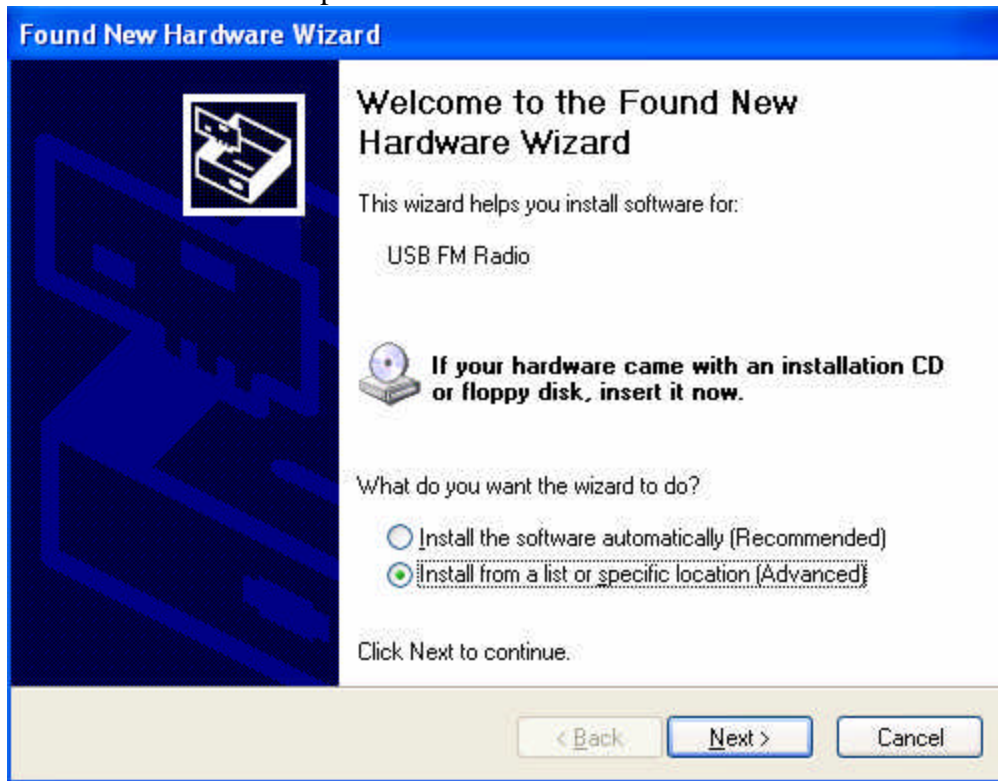 Found New Hardware Wizard
Welcome to the Found New
Hardware Wizard
This wizard helps you install software for:
USB FM Radio
If your hardware came with an installation CD
or floppy disk, insert it now.
What do you want the wizard to do?
Install the software automatically (Recommended)
Install from a list or specific location (Advanced)
Click Next to continue.
< Back Next > Cancel